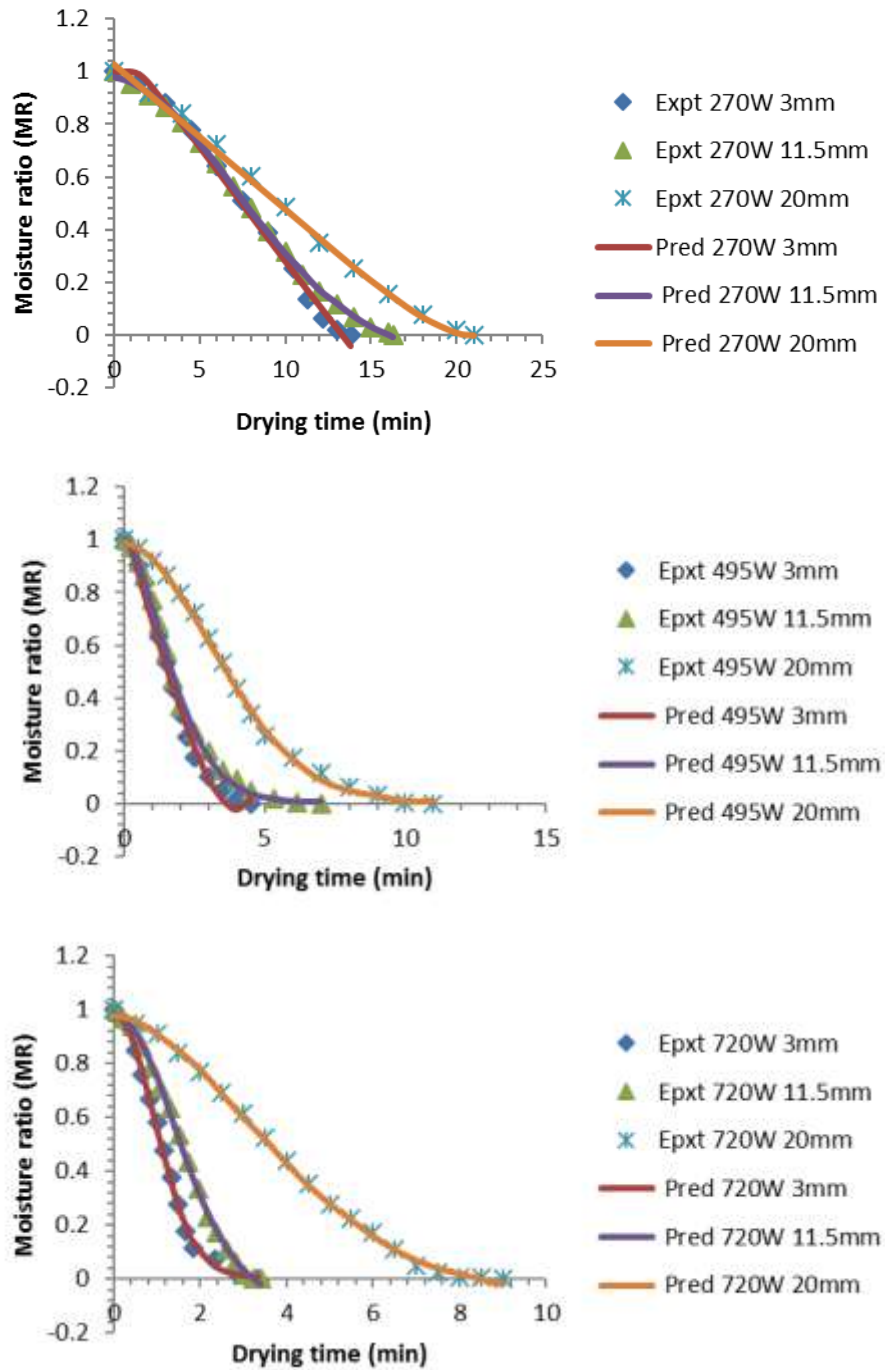 1.2
1
0.8
0.6
0.4
0.2
0
-0.2
0 5 10 15 20 25
Moisture ratio (MR)
Drying time (min)
Expt 270W 3mm
Epxt 270W 11.5mm
Epxt 270W 20mm
Pred 270W 3mm
Pred 270W 11.5mm
Pred 270W 20mm
1.2
1
0.8
0.6
0.4
0.2
0
-0.2
0 5 10 15
Moisture ratio (MR)
Drying time (min)
Epxt 495W 3mm
Epxt 495W 11.5mm
Epxt 495W 20mm
Pred 495W 3mm
Pred 495W 11.5mm
Pred 495W 20mm
1.2
1
0.8
0.6
0.4
0.2
0
-0.2
0 2 4 6 8 10
Moisture ratio (MR)
Drying time (min)
Epxt 720W 3mm
Epxt 720W 11.5mm
Epxt 720W 20mm
Pred 720W 3mm
Pred 720W 11.5mm
Pred 720W 20mm